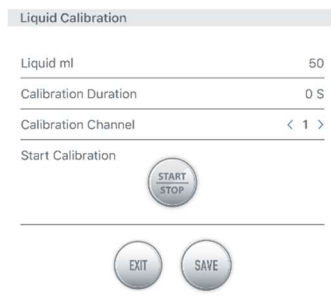 Liquid Calibration
Liquid ml 50
Calibration Duration 0 S
Calibration Channel < 1 >
Start Calibration
START
STOP
EXIT SAVE